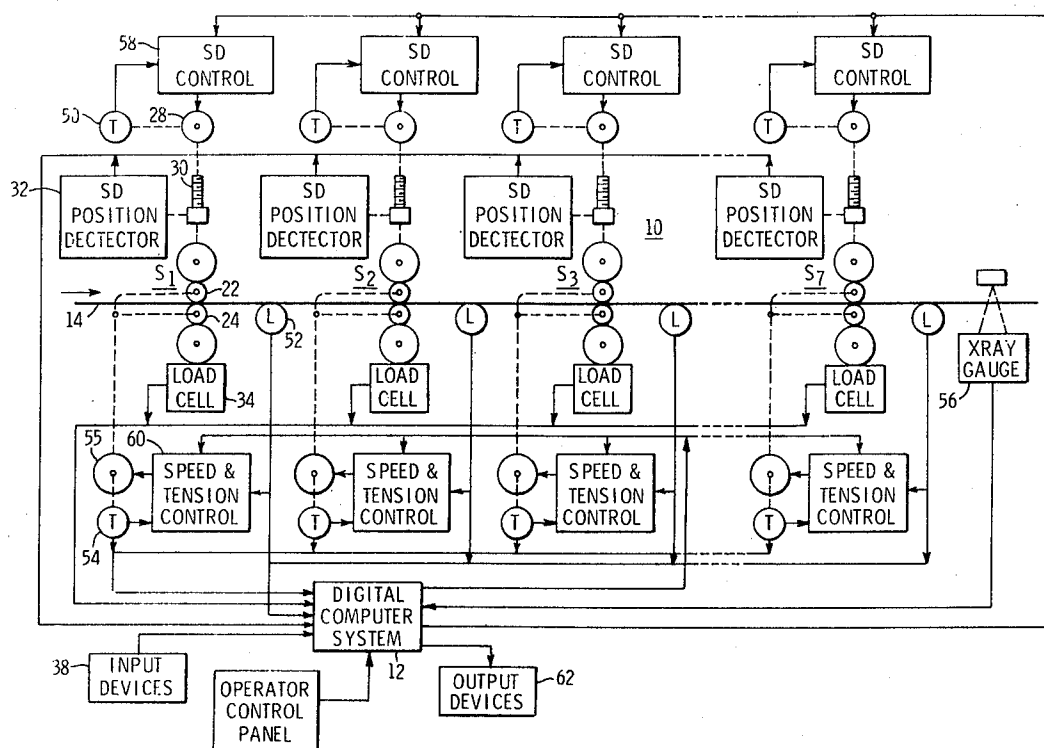 58
SD
CONTROL
SD
CONTROL
SD
CONTROL
SD
CONTROL
50
T
28
T
T
T
32
SD
POSITION
DECTECTOR
30
SD
POSITION
DECTECTOR
SD
POSITION
DECTECTOR
10
SD
POSITION
DECTECTOR
S1
22
S2
S3
S7
14
24
L
52
L
L
L
XRAY
GAUGE
56
LOAD
CELL
34
LOAD
CELL
LOAD
CELL
LOAD
CELL
55
60
SPEED &
TENSION
CONTROL
SPEED &
TENSION
CONTROL
SPEED &
TENSION
CONTROL
SPEED &
TENSION
CONTROL
54
T
T
T
T
DIGITAL
COMPUTER
SYSTEM
12
38
INPUT
DEVICES
OPERATOR
CONTROL
PANEL
OUTPUT
DEVICES
62